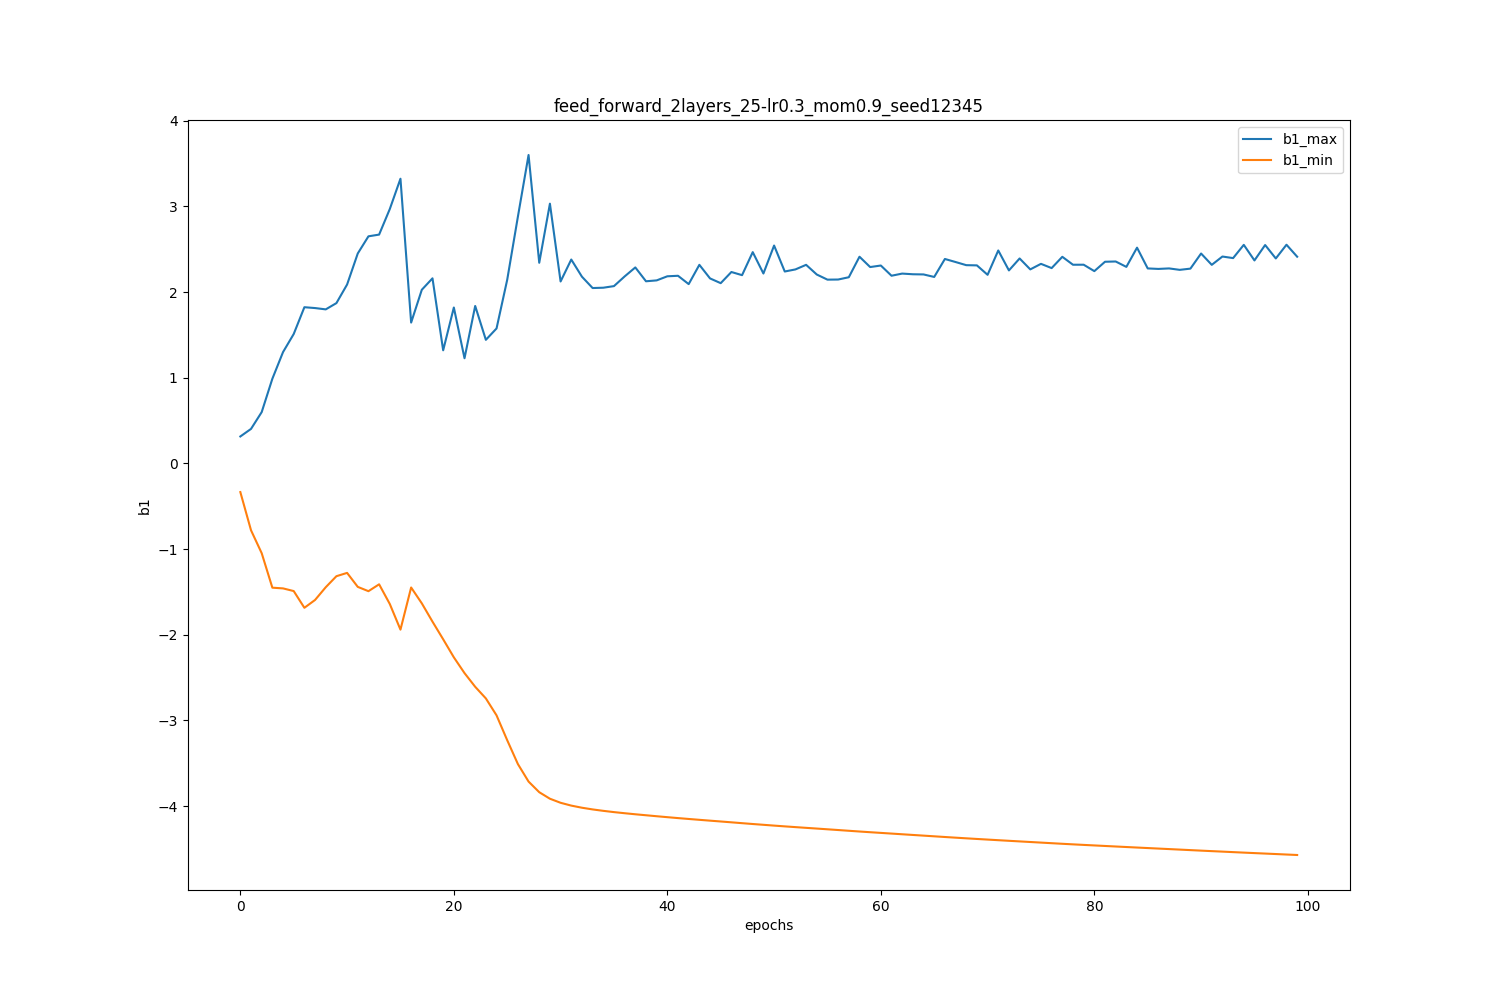 feed_forward_2layers_25-lr0.3_mom0.9_seed12345
b1_max
b1_min
4
3
2
1
0
−1
−2
−3
−4
b1
0 20 40 60 80 100
epochs